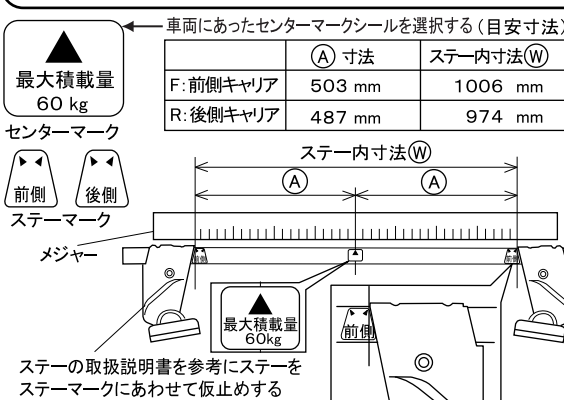 車両にあったセンターマークシールを選択する(目安寸法)
最大積載量
60 kg
センターマーク
前側 後側
ステーマーク
Ⓐ 寸法 ステー内寸法Ⓦ
F:前側キャリア 503 mm 1006 mm
R:後側キャリア 487 mm 974 mm
ステー内寸法Ⓦ
Ⓐ Ⓐ
メジャー
前側 前側
最大積載量
60kg
前側
ステーの取扱説明書を参考にステーを
ステーマークにあわせて仮止めする